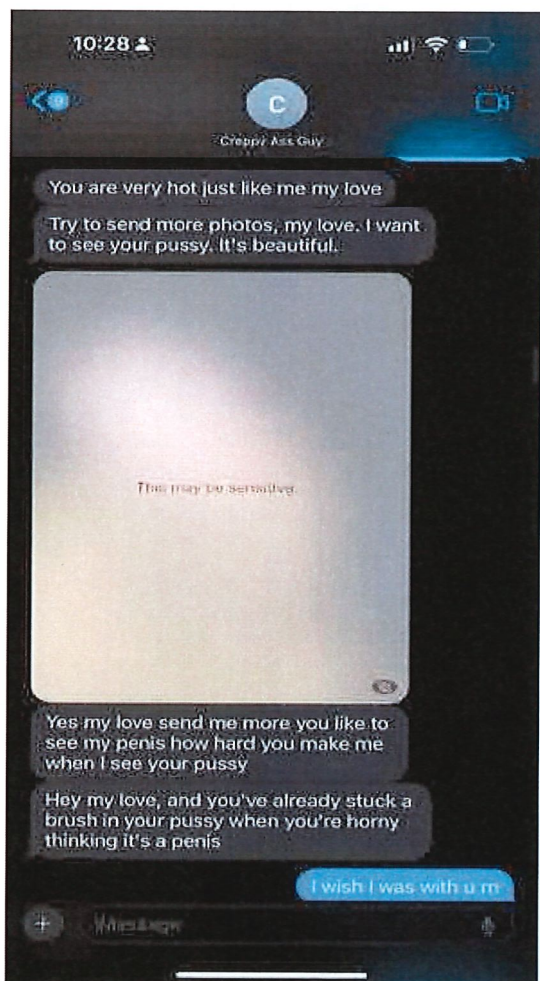 10:28
C
Creppy Ass Guy
You are very hot just like me my love
Try to send more photos, my love. I want
to see your pussy. It's beautiful.
This may be sensitive.
Yes my love send me more you like to
see my penis how hard you make me
when I see your pussy
Hey my love, and you've already stuck a
brush in your pussy when you're horny
thinking it's a penis
I wish I was with u rn
iMessage